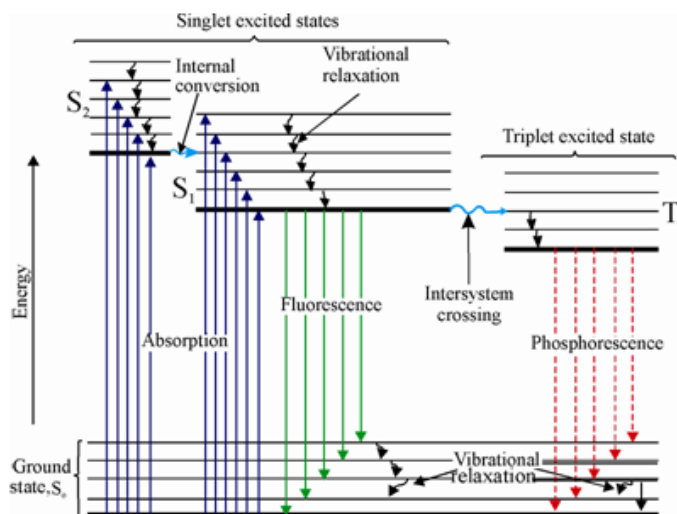 Singlet excited states
Internal
conversion
Vibrational
relaxation
S2
Triplet excited state
S1
T
Energy
Fluorescence
Intersystem
crossing
Absorption
Phosphorescence
Ground
state, So
Vibrational
relaxation